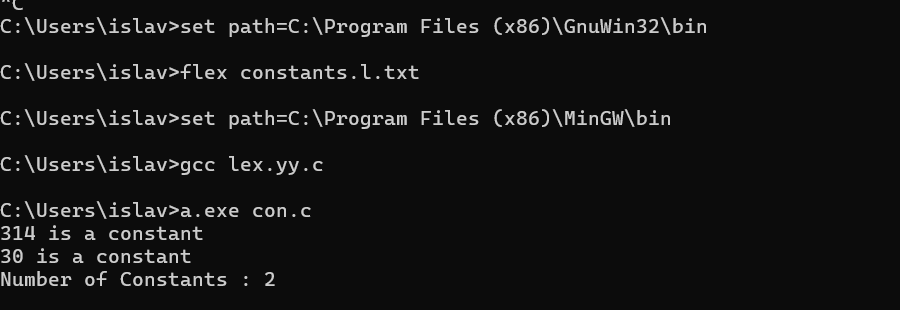 ^C
C:\Users\islav>set path=C:\Program Files (x86)\GnuWin32\bin
C:\Users\islav>flex constants.l.txt
C:\Users\islav>set path=C:\Program Files (x86)\MinGW\bin
C:\Users\islav>gcc lex.yy.c
C:\Users\islav>a.exe con.c
314 is a constant
30 is a constant
Number of Constants : 2